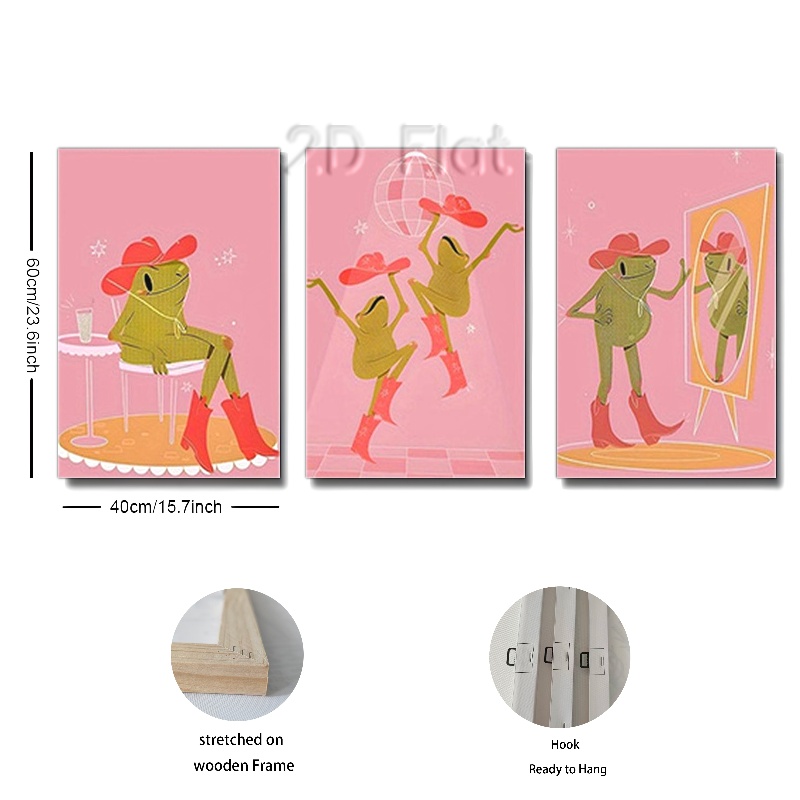 2D Flat
60cm/23.6inch
40cm/15.7inch
stretched on
wooden Frame
Hook
Ready to Hang